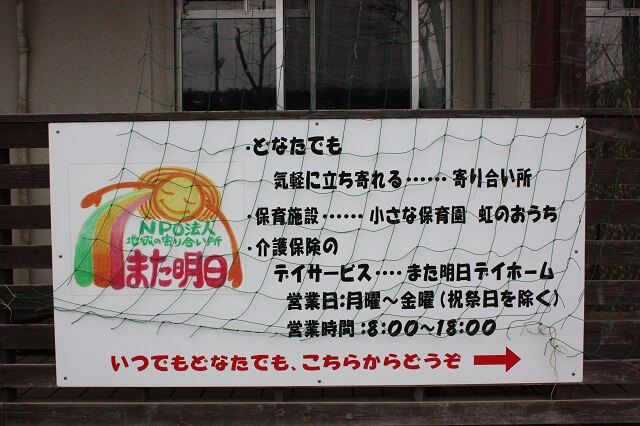 NPO法人
地域の寄り合い所
また明日
・どなたでも
気軽に立ち寄れる・・・・・・寄り合い所
・保育施設・・・・・・小さな保育園 虹のおうち
・介護保険の
デイサービス・・・・また明日デイホーム
営業日:月曜～金曜(祝祭日を除く)
営業時間:8:00～18:00
いつでもどなたでも、こちらからどうぞ→